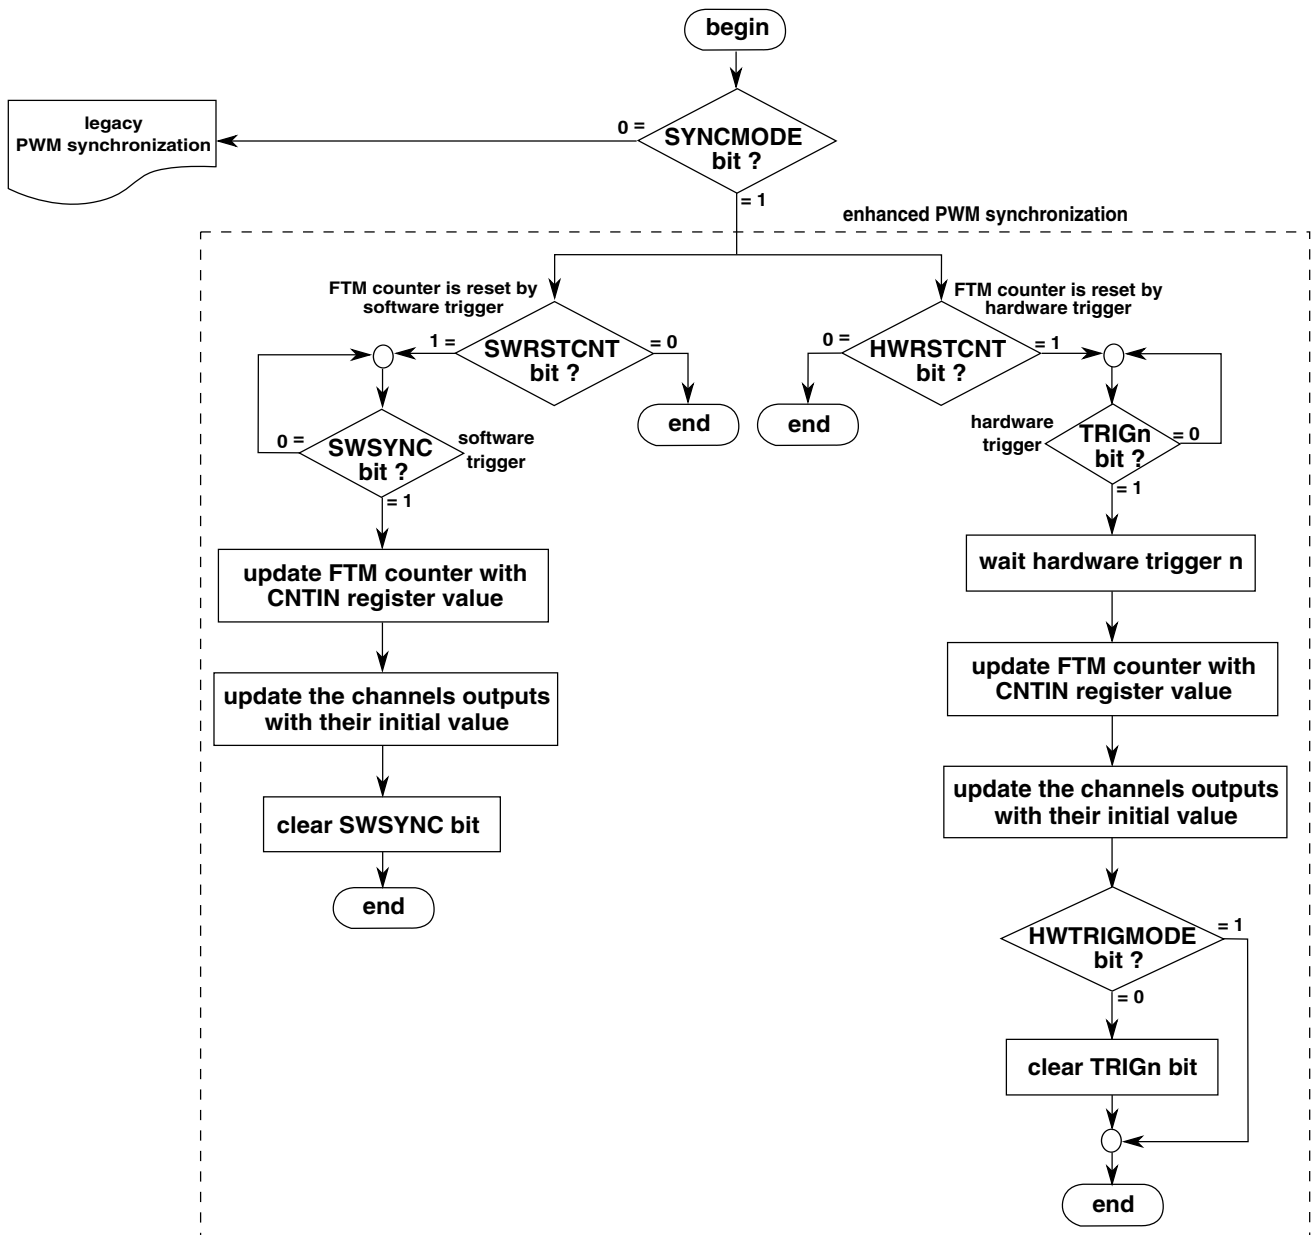 begin
legacy
PWM synchronization
0 =
SYNCMODE
bit ?
= 1
enhanced PWM synchronization
FTM counter is reset by
software trigger
FTM counter is reset by
hardware trigger
1 =
SWRSTCNT
bit ?
= 0
0 =
HWRSTCNT
bit ?
= 1
end
end
0 =
SWSYNC
bit ?
software
trigger
= 1
hardware
trigger
TRIGn
bit ?
= 0
= 1
update FTM counter with
CNTIN register value
wait hardware trigger n
update the channels outputs
with their initial value
update FTM counter with
CNTIN register value
clear SWSYNC bit
update the channels outputs
with their initial value
end
HWTRIGMODE
bit ?
= 1
= 0
clear TRIGn bit
end